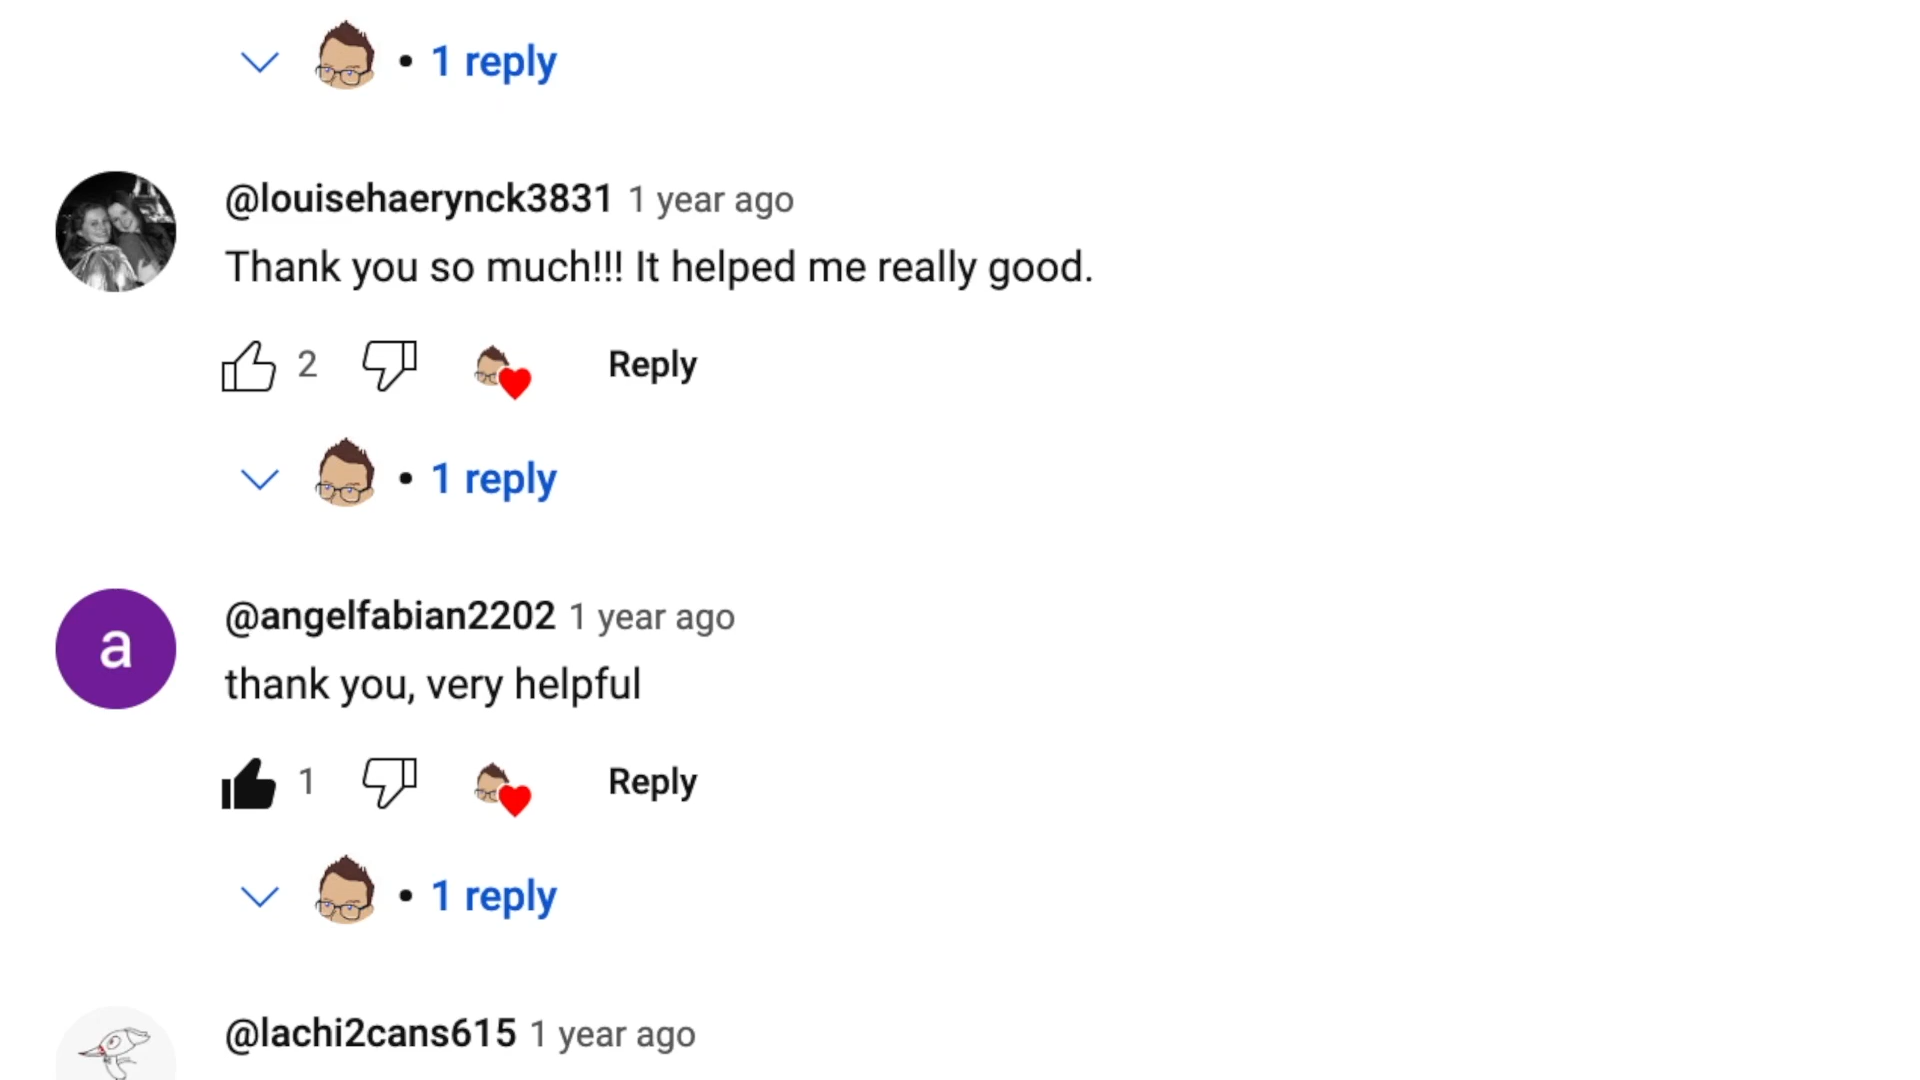 • 1 reply
@louisehaerynck3831 1 year ago
Thank you so much!!! It helped me really good.
2 Reply
• 1 reply
a
@angelfabian2202 1 year ago
thank you, very helpful
1 Reply
• 1 reply
@lachi2cans615 1 year ago